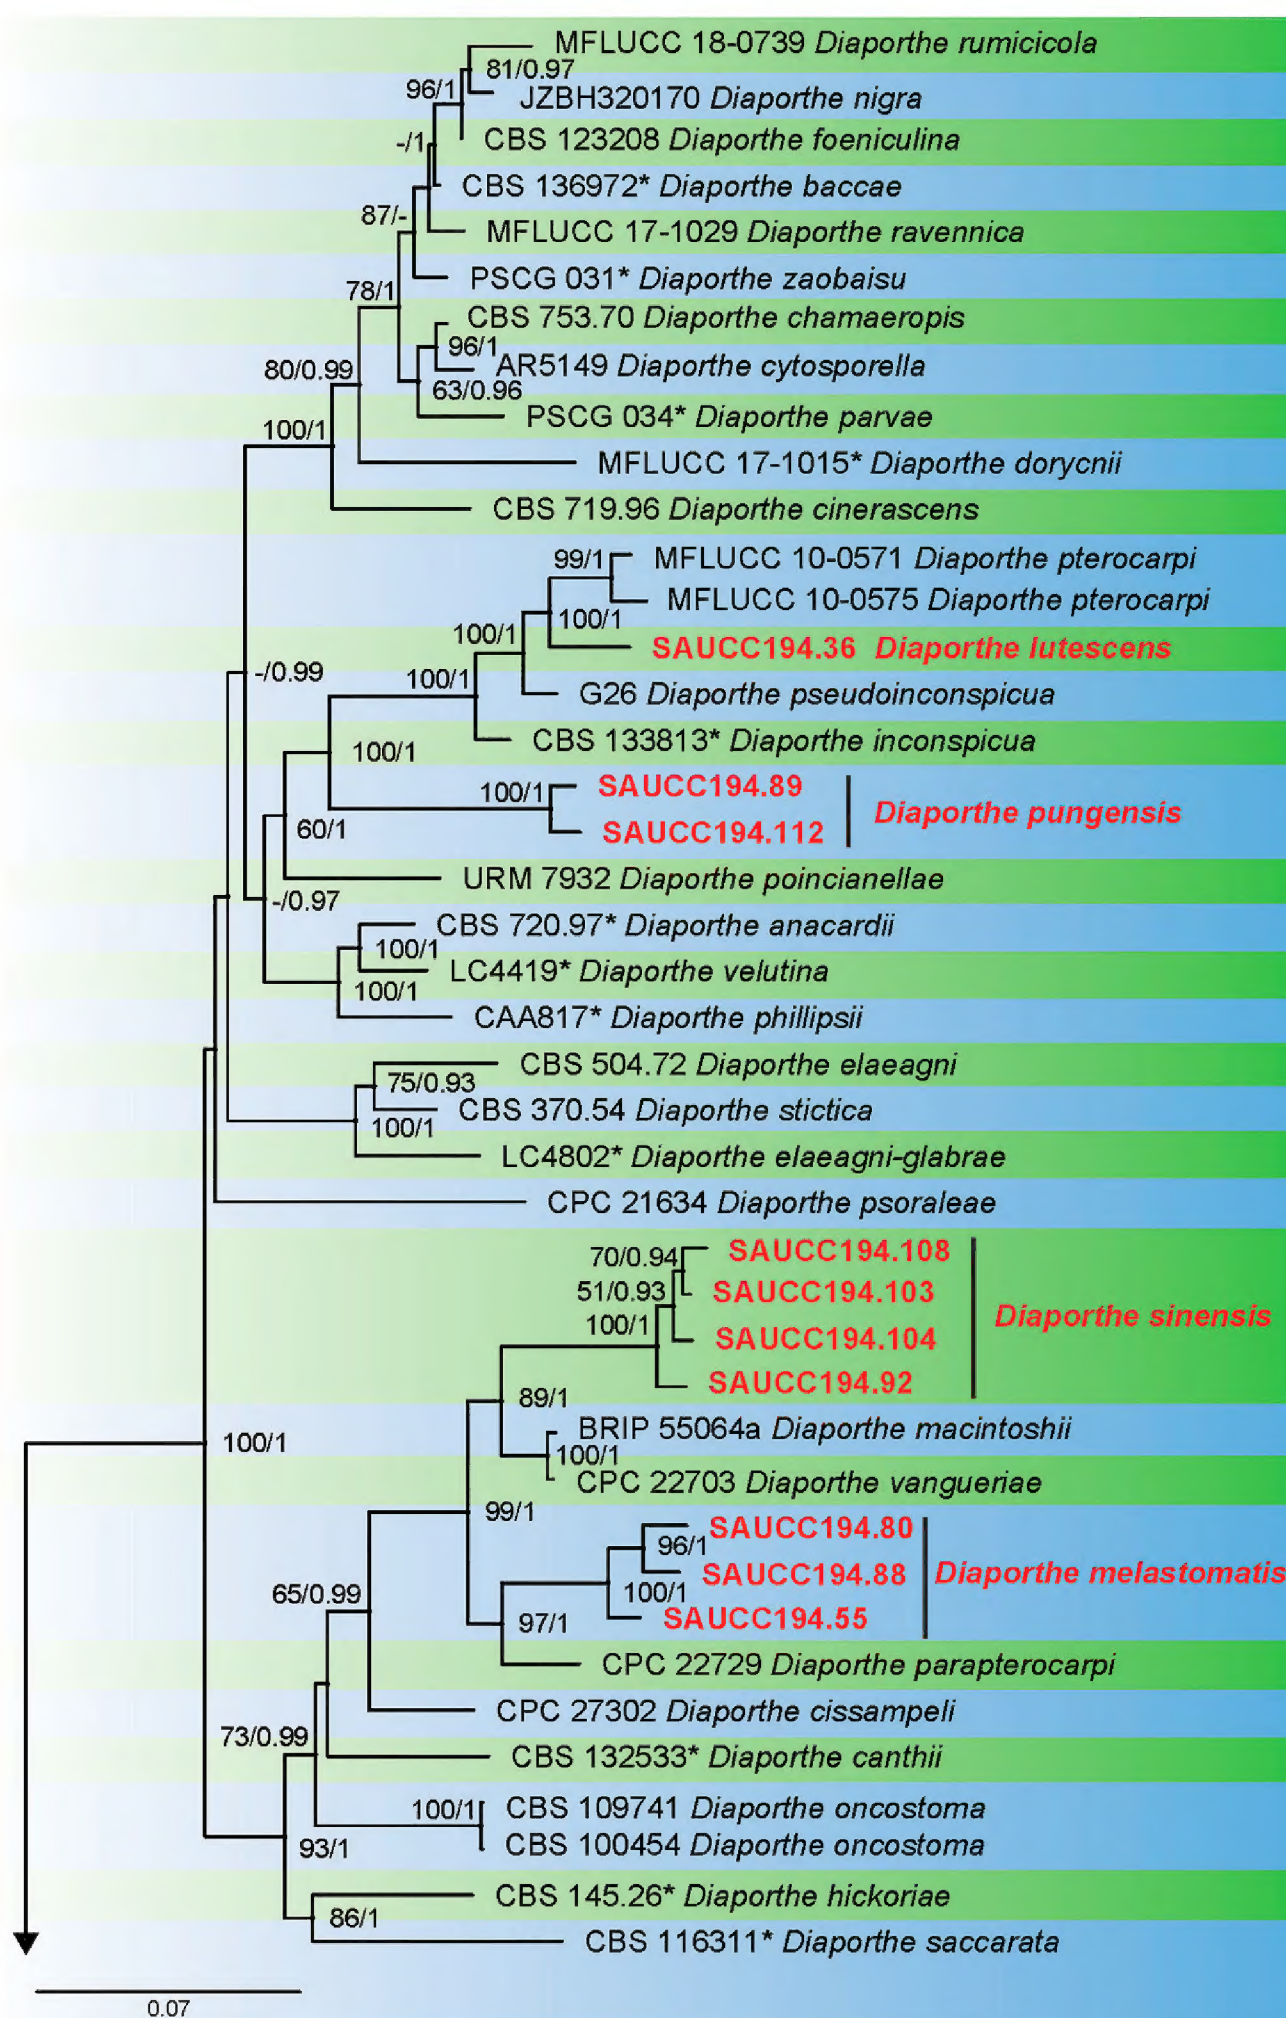 MFLUCC 18-0739 Diaporthe rumicicola
81/0.97
96/1
JZBH320170 Diaporthe nigra
-/1
CBS 123208 Diaporthe foeniculina
CBS 136972* Diaporthe baccae
87/-
MFLUCC 17-1029 Diaporthe ravennica
PSCG 031* Diaporthe zaobaisu
78/1
CBS 753.70 Diaporthe chamaeropis
96/1
AR5149 Diaporthe cytosporella
80/0.99
63/0.96
PSCG 034* Diaporthe parvae
100/1
MFLUCC 17-1015* Diaporthe dorycnii
CBS 719.96 Diaporthe cinerascens
99/1
MFLUCC 10-0571 Diaporthe pterocarpi
MFLUCC 10-0575 Diaporthe pterocarpi
100/1
100/1
SAUCC194.36 Diaporthe lutescens
-/0.99
100/1
G26 Diaporthe pseudoinconspicua
CBS 133813* Diaporthe inconspicua
100/1
100/1
SAUCC194.89
Diaporthe pungensis
60/1
SAUCC194.112
URM 7932 Diaporthe poincianellae
-/0.97
CBS 720.97* Diaporthe anacardii
100/1
LC4419* Diaporthe velutina
100/1
CAA817* Diaporthe phillipsii
CBS 504.72 Diaporthe elaeagni
75/0.93
CBS 370.54 Diaporthe stictica
100/1
LC4802* Diaporthe elaeagni-glabrae
CPC 21634 Diaporthe psoraleae
70/0.94
SAUCC194.108
51/0.93
SAUCC194.103
Diaporthe sinensis
100/1
SAUCC194.104
SAUCC194.92
89/1
BRIP 55064a Diaporthe macintoshii
100/1
100/1
CPC 22703 Diaporthe vangueriae
99/1
SAUCC194.80
96/1
SAUCC194.88
Diaporthe melastomatis
65/0.99
100/1
SAUCC194.55
97/1
CPC 22729 Diaporthe parapterocarpi
CPC 27302 Diaporthe cissampeli
73/0.99
CBS 132533* Diaporthe canthii
100/1
CBS 109741 Diaporthe oncostoma
93/1
CBS 100454 Diaporthe oncostoma
CBS 145.26* Diaporthe hickoriae
86/1
CBS 116311* Diaporthe saccarata
0.07